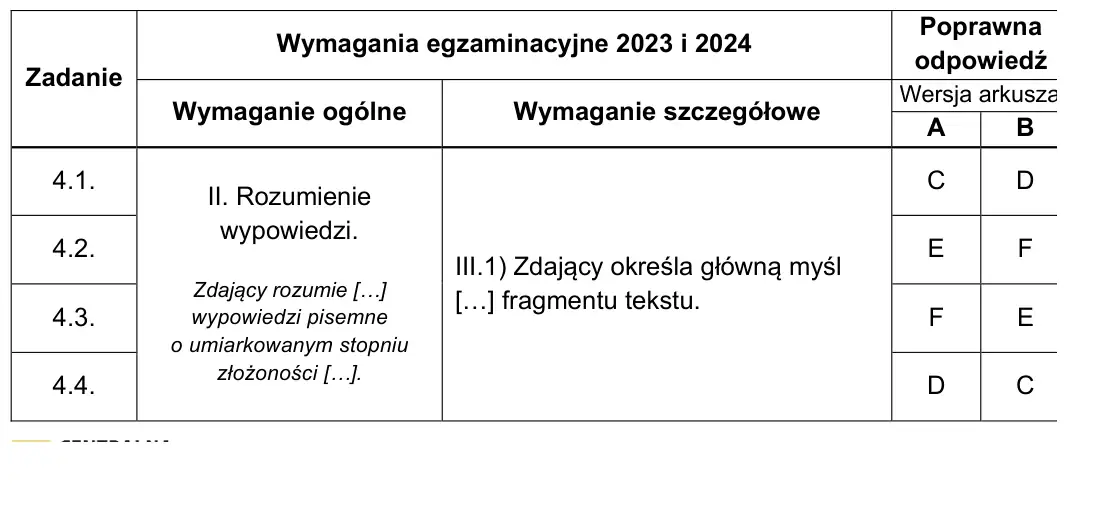 Zadanie
Wymagania egzaminacyjne 2023 i 2024
Poprawna
odpowiedź
Wymaganie ogólne
Wymaganie szczegółowe
Wersja arkusza
A
B
4.1.
II. Rozumienie
wypowiedzi.
Zdający rozumie […]
wypowiedzi pisemne
o umiarkowanym stopniu
złożoności […].
III.1) Zdający określa główną myśl
[…] fragmentu tekstu.
C
D
4.2.
E
F
4.3.
F
E
4.4.
D
C